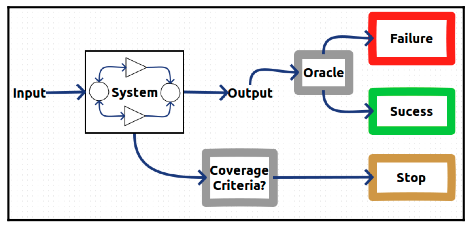 Input
System
Output
Oracle
Failure
Sucess
Coverage
Criteria?
Stop